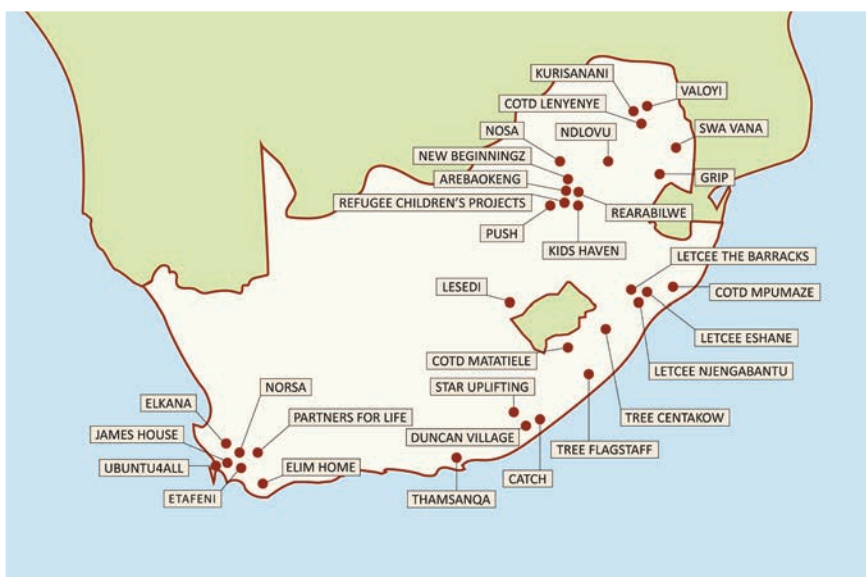 KURISANANI
VALOYI
COTD LENYENYE
NOSA
NDLOVU
SWA VANA
NEW BEGINNINGZ
AREBAOKENG
GRIP
REFUGEE CHILDREN'S PROJECTS
REARABILWE
PUSH
KIDS HAVEN
LETCEE THE BARRACKS
LESEDI
COTD MPUMAZE
LETCEE ESHANE
COTD MATATIELE
LETCEE NJENGABANTU
NORSA
STAR UPLIFTING
ELKANA
PARTNERS FOR LIFE
TREE CENTAKOW
JAMES HOUSE
DUNCAN VILLAGE
TREE FLAGSTAFF
UBUNTU4ALL
ELIM HOME
CATCH
ETAFENI
THAMSANQA